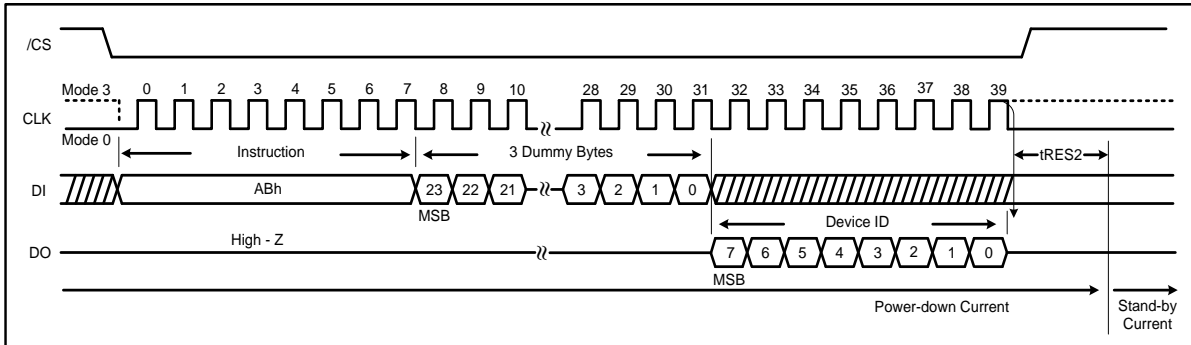 /CS
Mode 3 0 1 2 3 4 5 6 7 8 9 10 28 29 30 31 32 33 34 35 36 37 38 39
CLK
Mode 0
Instruction 3 Dummy Bytes tRES2
DI ABh 23 22 21 3 2 1 0
MSB Device ID
High - Z
DO 7 6 5 4 3 2 1 0
MSB
Power-down Current Stand-by
Current